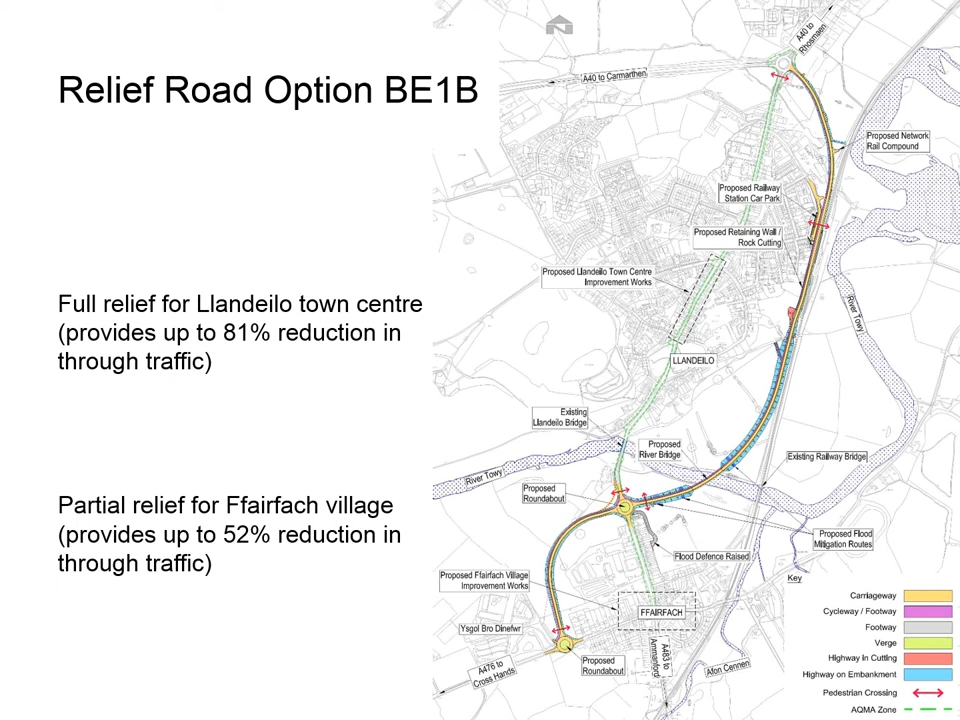 Relief Road Option BE1B
Full relief for Llandeilo town centre
(provides up to 81% reduction in
through traffic)
Partial relief for Ffairfach village
(provides up to 52% reduction in
through traffic)
A40 to
Rhosmaen
A40 to Carmarthen
Proposed Network
Rail Compound
Proposed Railway
Station Car Park
Proposed Retaining Wall /
Rock Cutting
Proposed Llandeilo Town Centre
Improvement Works
River Towy
LLANDEILO
Existing
Llandeilo Bridge
Proposed
River Bridge
Existing Railway Bridge
River Towy
Proposed
Roundabout
Proposed Flood
Mitigation Routes
Flood Defence Raised
Proposed Ffairfach Village
Improvement Works
FFAIRFACH
Ysgol Bro Dinefwr
Proposed
Roundabout
A476 to
Cross Hands
A483 to
Ammanford
Afon Cennen
Key
Carriageway
Cycleway / Footway
Footway
Verge
Highway In Cutting
Highway on Embankment
Pedestrian Crossing
AQMA Zone